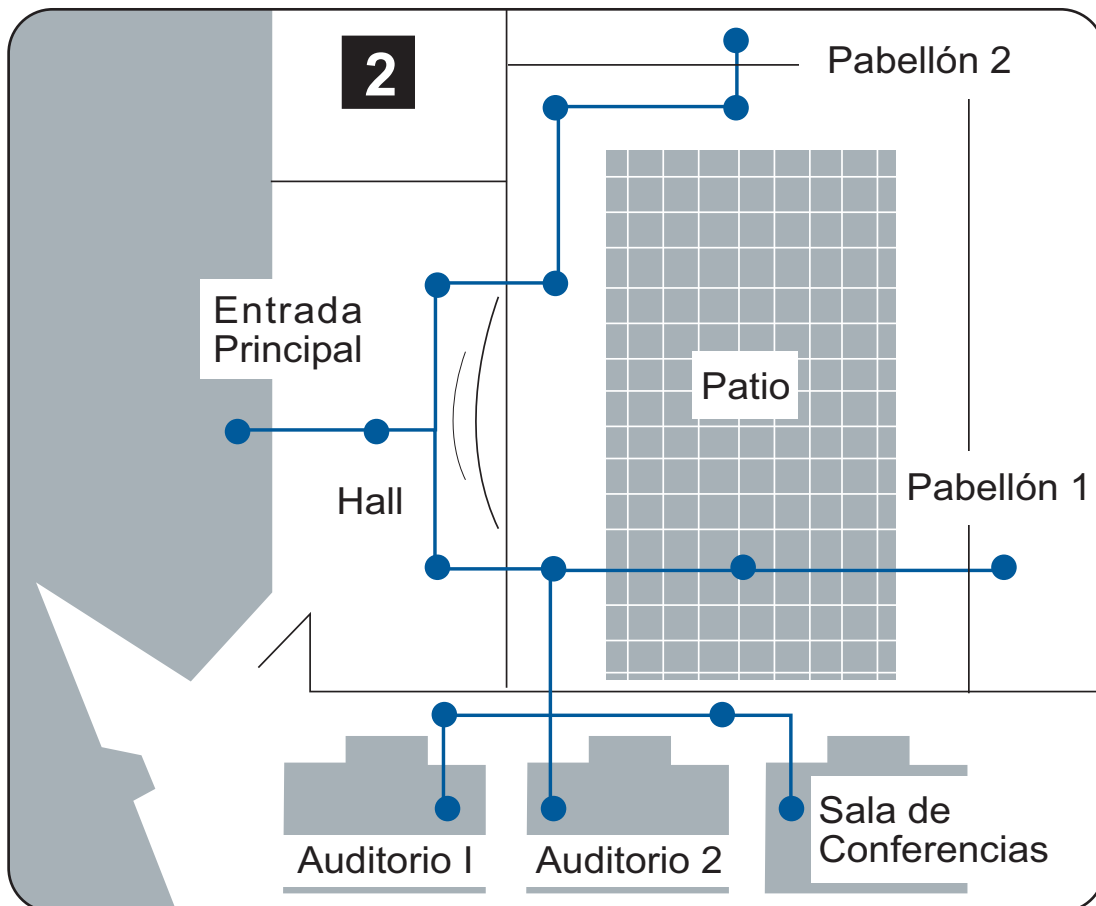 2
Pabellón 2
Entrada
Principal
Patio
Hall
Pabellón 1
Auditorio I
Auditorio 2
Sala de
Conferencias